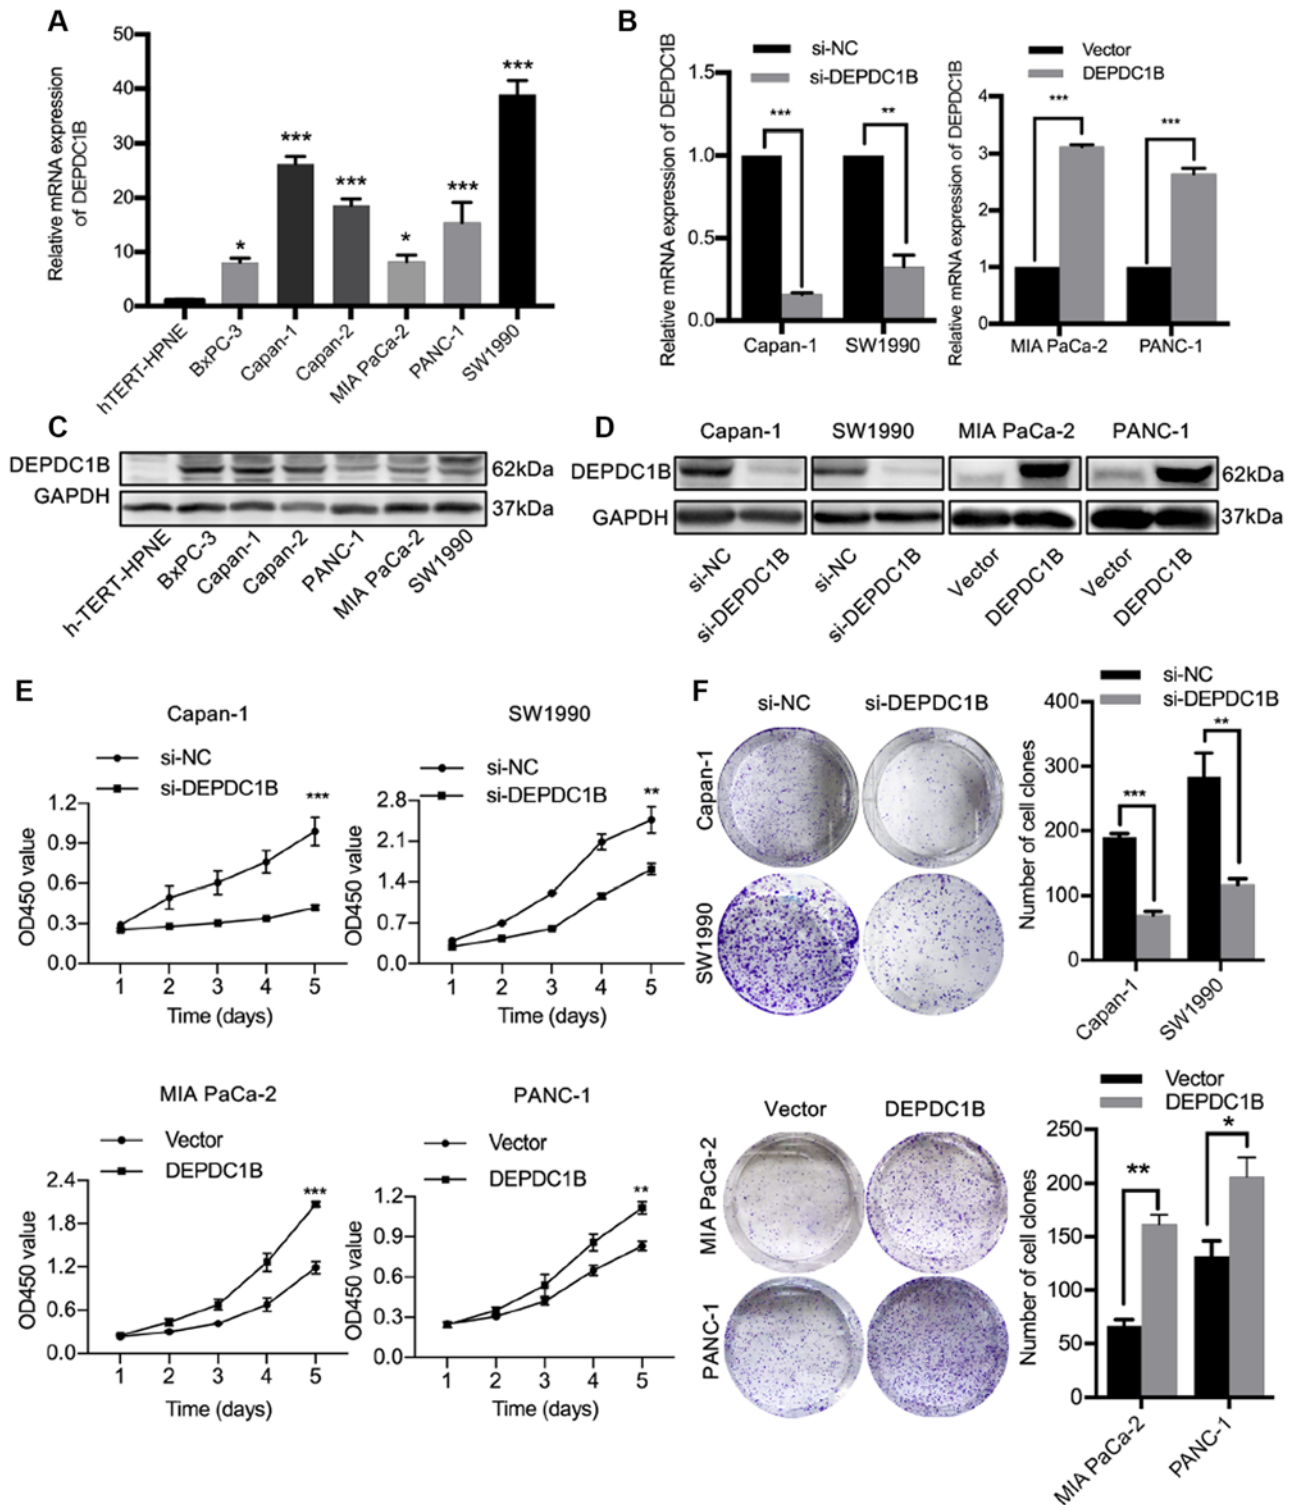 A
Relative mRNA expression
of DEPDC1B
50
40
30
20
10
0
*
***
***
*
***
***
hTERT-HPNE
BxPC-3
Capan-1
Capan-2
MIA PaCa-2
PANC-1
SW1990
B
si-NC
si-DEPDC1B
Relative mRNA expression of DEPDC1B
1.5
1.0
0.5
0.0
***
**
Capan-1
SW1990
Vector
DEPDC1B
Relative mRNA expression of DEPDC1B
4
3
2
1
0
***
***
MIA PaCa-2
PANC-1
C
DEPDC1B
62kDa
GAPDH
37kDa
h-TERT-HPNE
BxPC-3
Capan-1
Capan-2
PANC-1
MIA PaCa-2
SW1990
D
Capan-1
SW1990
MIA PaCa-2
PANC-1
DEPDC1B
62kDa
GAPDH
37kDa
si-NC
si-DEPDC1B
si-NC
si-DEPDC1B
Vector
DEPDC1B
Vector
DEPDC1B
E
Capan-1
si-NC
si-DEPDC1B
OD450 value
1.2
0.9
0.6
0.3
0.0
***
1 2 3 4 5
Time (days)
SW1990
si-NC
si-DEPDC1B
OD450 value
2.8
2.1
1.4
0.7
0.0
**
1 2 3 4 5
Time (days)
MIA PaCa-2
Vector
DEPDC1B
OD450 value
2.4
1.8
1.2
0.6
0.0
***
1 2 3 4 5
Time (days)
PANC-1
Vector
DEPDC1B
OD450 value
1.2
0.9
0.6
0.3
0.0
**
1 2 3 4 5
Time (days)
F
si-NC
si-DEPDC1B
Capan-1
SW1990
si-NC
si-DEPDC1B
Number of cell clones
400
300
200
100
0
***
**
Capan-1
SW1990
Vector
DEPDC1B
MIA PaCa-2
PANC-1
Vector
DEPDC1B
Number of cell clones
250
200
150
100
50
0
**
*
MIA PaCa-2
PANC-1